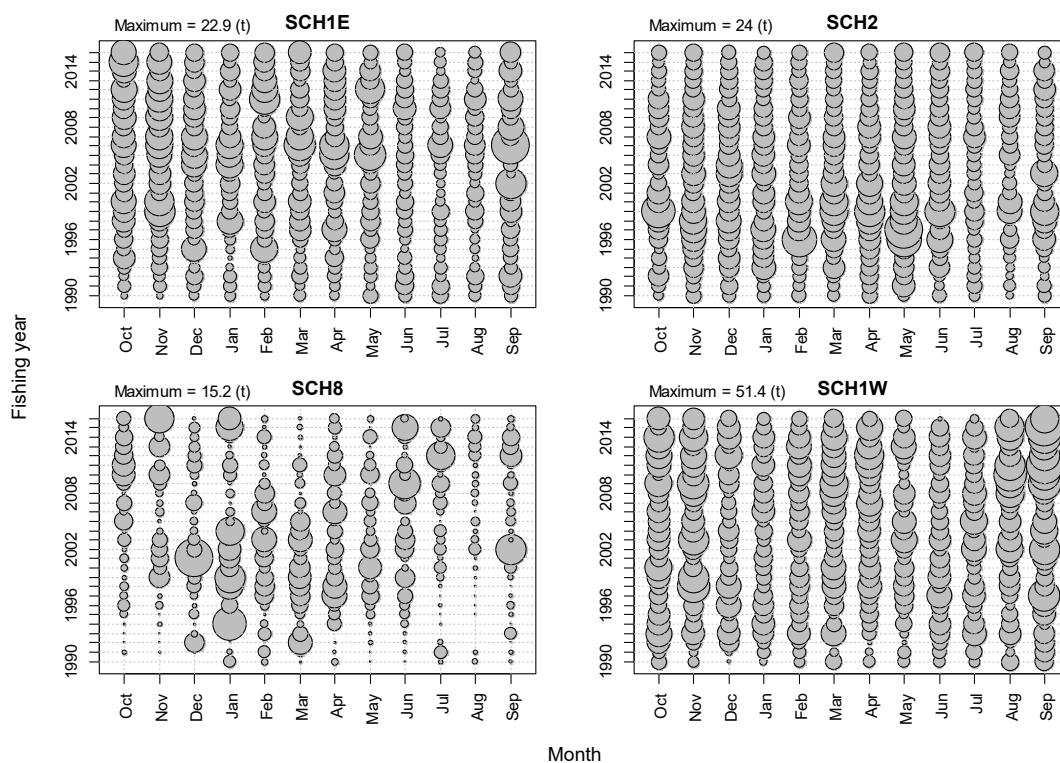 Maximum = 22.9 (t) SCH1E
2014
2008
2002
1996
1990
Oct Nov Dec Jan Feb Mar Apr May Jun Jul Aug Sep
Maximum = 24 (t) SCH2
2014
2008
2002
1996
1990
Oct Nov Dec Jan Feb Mar Apr May Jun Jul Aug Sep
Fishing year
Maximum = 15.2 (t) SCH8
2014
2008
2002
1996
1990
Oct Nov Dec Jan Feb Mar Apr May Jun Jul Aug Sep
Maximum = 51.4 (t) SCH1W
2014
2008
2002
1996
1990
Oct Nov Dec Jan Feb Mar Apr May Jun Jul Aug Sep
Month